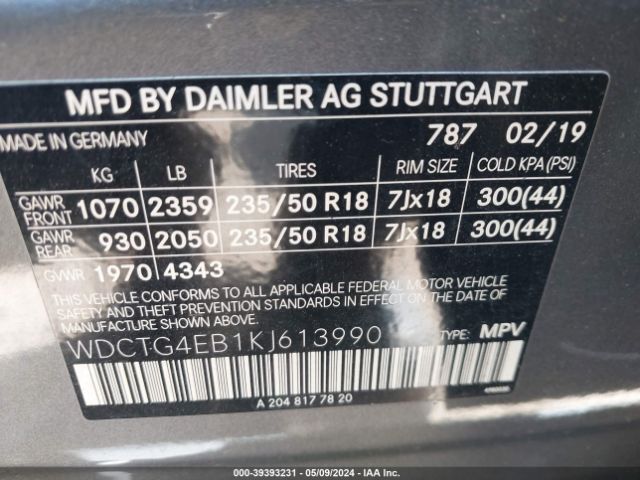 MFD BY DAIMLER AG STUTTGART
MADE IN GERMANY 787 02/19
KG LB TIRES RIM SIZE COLD KPA(PSI)
GAWR FRONT 1070 2359 235/50 R18 7Jx18 300(44)
GAWR REAR 930 2050 235/50 R18 7Jx18 300(44)
GVWR 1970 4343
THIS VEHICLE CONFORMS TO ALL APPLICABLE FEDERAL MOTOR VEHICLE
SAFETY STANDARDS IN EFFECT ON THE DATE OF MANUFACTURE
SHOWN ABOVE.
WDCTG4EB1KJ613990 TYPE: MPV
A 204 817 78 20
000-39393231 - 05/09/2024 - IAA Inc.